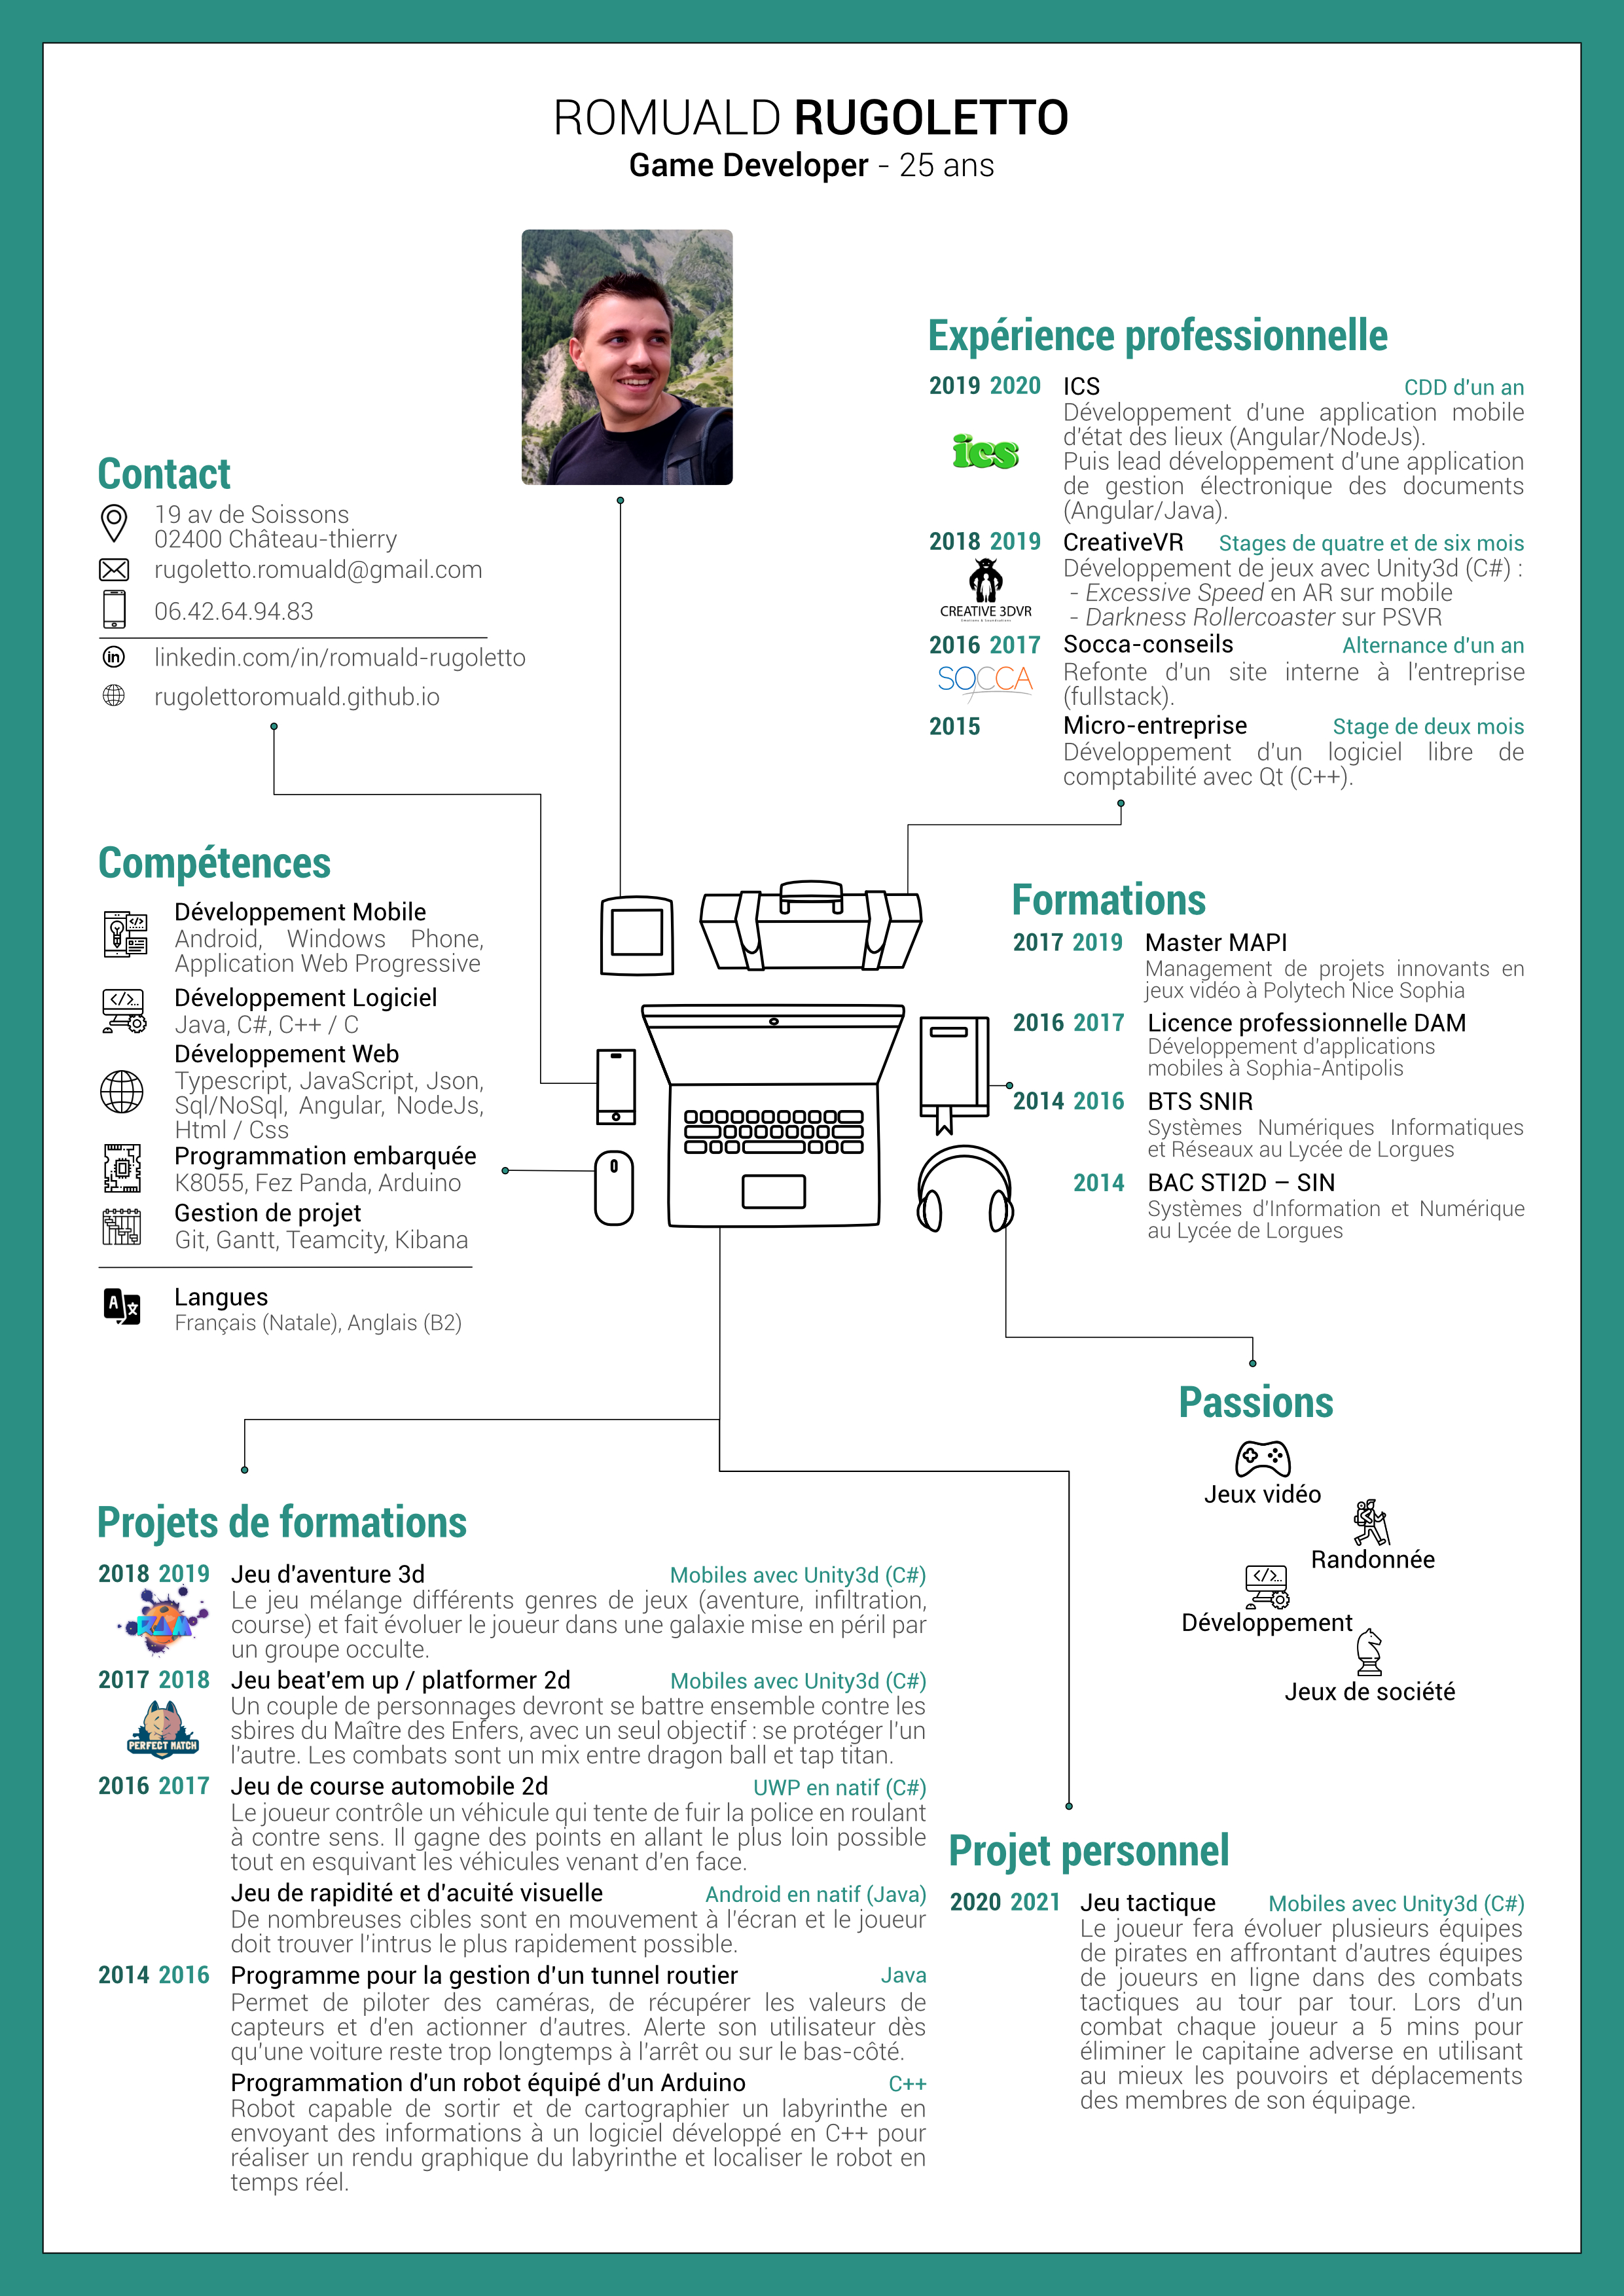 ROMUALD RUGOLETTO
Game Developer - 25 ans
Contact
19 av de Soissons
02400 Château-thierry
rugoletto.romuald@gmail.com
06.42.64.94.83
linkedin.com/in/romuald-rugoletto
rugolettoromuald.github.io
Expérience professionnelle
2019 2020 ICS CDD d'un an
ics
Développement d'une application mobile
d'état des lieux (Angular/NodeJs).
Puis lead développement d'une application
de gestion électronique des documents
(Angular/Java).
2018 2019 CreativeVR Stages de quatre et de six mois
CREATIVE 3DVR
Développement de jeux avec Unity3d (C#) :
- Excessive Speed en AR sur mobile
- Darkness Rollercoaster sur PSVR
2016 2017 Socca-conseils Alternance d'un an
SOCCA
Refonte d'un site interne à l'entreprise
(fullstack).
2015 Micro-entreprise Stage de deux mois
Développement d'un logiciel libre de
comptabilité avec Qt (C++).
Compétences
Développement Mobile
Android, Windows Phone,
Application Web Progressive
Développement Logiciel
Java, C#, C++ / C
Développement Web
Typescript, JavaScript, Json,
Sql/NoSql, Angular, NodeJs,
Html / Css
Programmation embarquée
K8055, Fez Panda, Arduino
Gestion de projet
Git, Gantt, Teamcity, Kibana
Langues
Français (Natale), Anglais (B2)
Formations
2017 2019 Master MAPI
Management de projets innovants en
jeux vidéo à Polytech Nice Sophia
2016 2017 Licence professionnelle DAM
Développement d'applications
mobiles à Sophia-Antipolis
2014 2016 BTS SNIR
Systèmes Numériques Informatiques
et Réseaux au Lycée de Lorgues
2014 BAC STI2D – SIN
Systèmes d'Information et Numérique
au Lycée de Lorgues
Passions
Jeux vidéo
Randonnée
Développement
Jeux de société
Projets de formations
2018 2019 Jeu d'aventure 3d Mobiles avec Unity3d (C#)
Le jeu mélange différents genres de jeux (aventure, infiltration,
course) et fait évoluer le joueur dans une galaxie mise en péril par
un groupe occulte.
2017 2018 Jeu beat'em up / platformer 2d Mobiles avec Unity3d (C#)
PERFECT MATCH
Un couple de personnages devront se battre ensemble contre les
sbires du Maître des Enfers, avec un seul objectif : se protéger l'un
l'autre. Les combats sont un mix entre dragon ball et tap titan.
2016 2017 Jeu de course automobile 2d UWP en natif (C#)
Le joueur contrôle un véhicule qui tente de fuir la police en roulant
à contre sens. Il gagne des points en allant le plus loin possible
tout en esquivant les véhicules venant d'en face.
Jeu de rapidité et d'acuité visuelle Android en natif (Java)
De nombreuses cibles sont en mouvement à l'écran et le joueur
doit trouver l'intrus le plus rapidement possible.
2014 2016 Programme pour la gestion d'un tunnel routier Java
Permet de piloter des caméras, de récupérer les valeurs de
capteurs et d'en actionner d'autres. Alerte son utilisateur dès
qu'une voiture reste trop longtemps à l'arrêt ou sur le bas-côté.
Programmation d'un robot équipé d'un Arduino C++
Robot capable de sortir et de cartographier un labyrinthe en
envoyant des informations à un logiciel développé en C++ pour
réaliser un rendu graphique du labyrinthe et localiser le robot en
temps réel.
Projet personnel
2020 2021 Jeu tactique Mobiles avec Unity3d (C#)
Le joueur fera évoluer plusieurs équipes
de pirates en affrontant d'autres équipes
de joueurs en ligne dans des combats
tactiques au tour par tour. Lors d'un
combat chaque joueur a 5 mins pour
éliminer le capitaine adverse en utilisant
au mieux les pouvoirs et déplacements
des membres de son équipage.